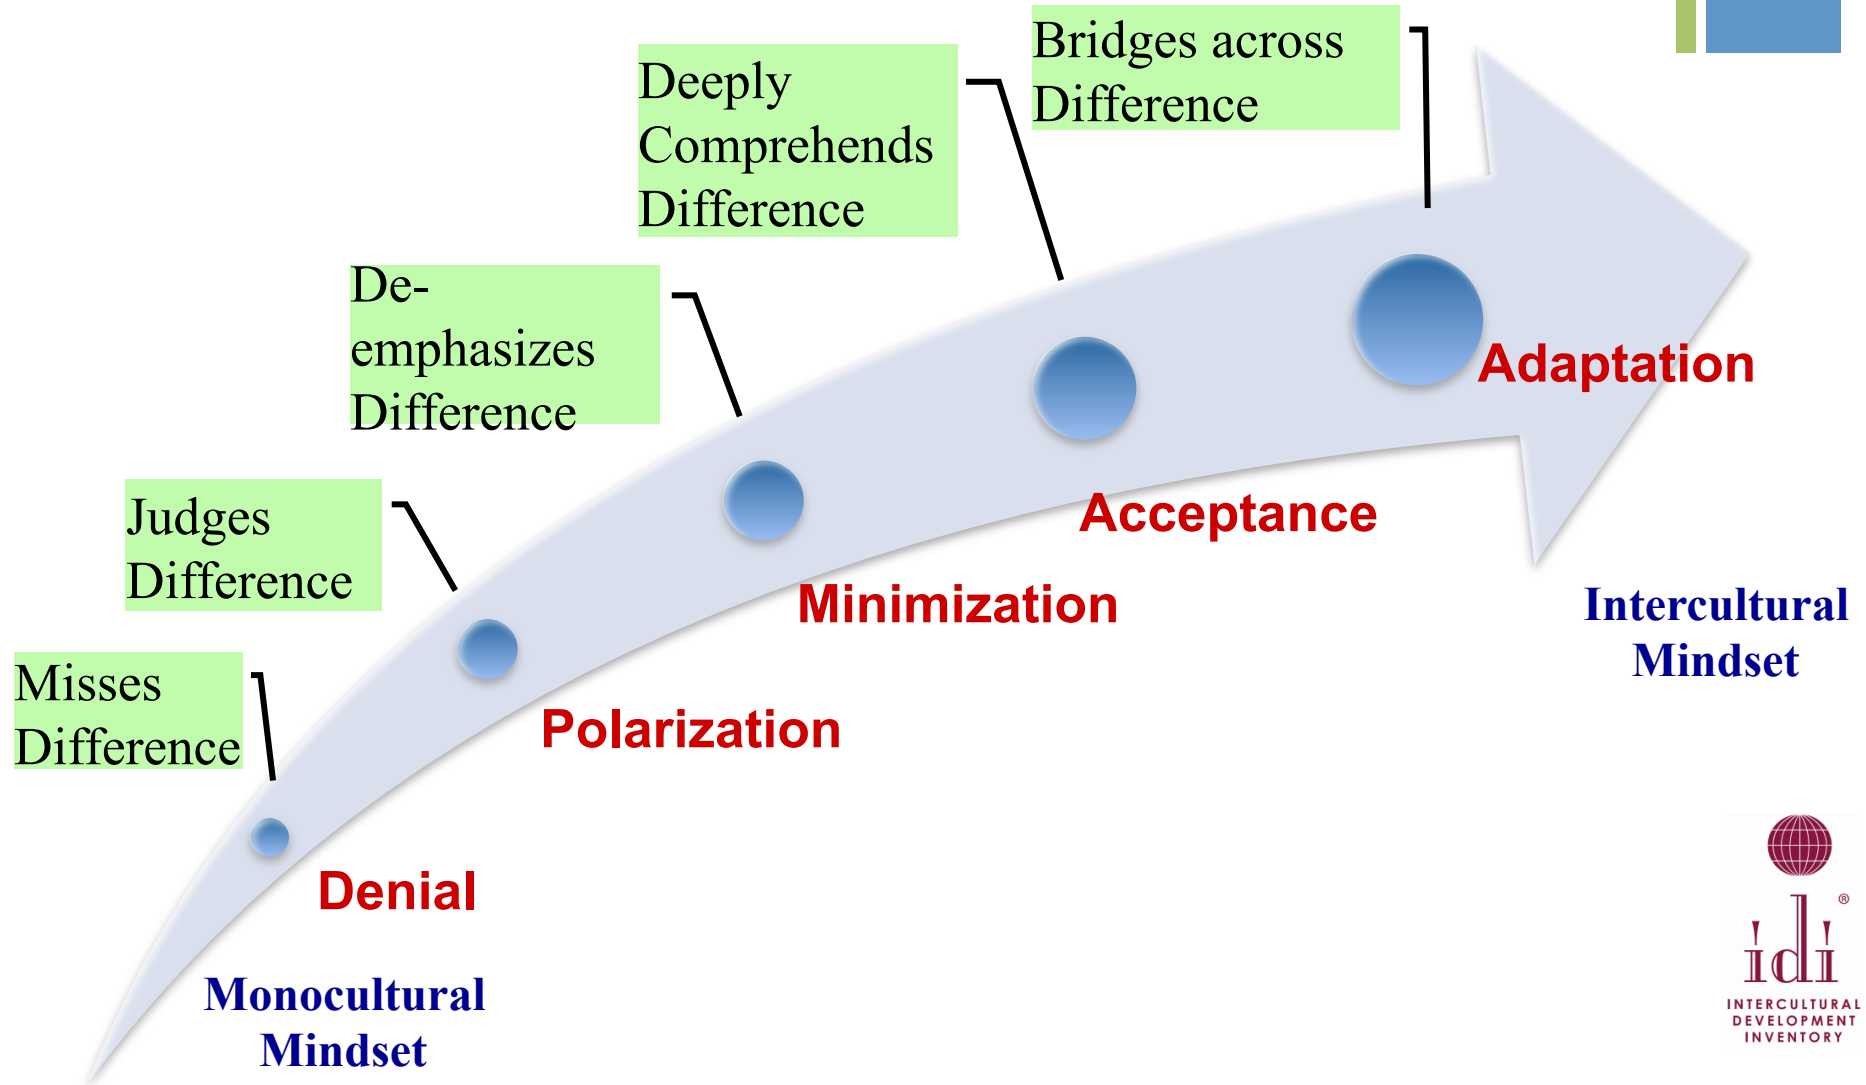 Bridges across
Difference
Deeply
Comprehends
Difference
De-
emphasizes
Difference
Judges
Difference
Misses
Difference
Adaptation
Acceptance
Minimization
Polarization
Denial
Intercultural
Mindset
Monocultural
Mindset
idi®
INTERCULTURAL
DEVELOPMENT
INVENTORY